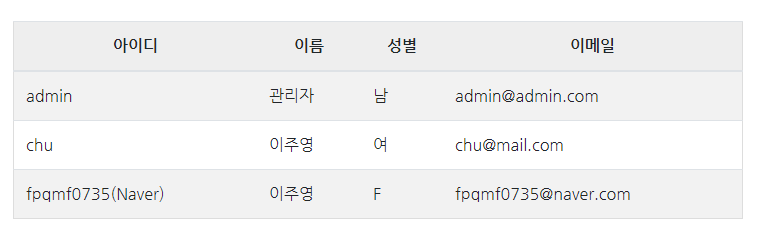 아이디 이름 성별 이메일
admin 관리자 남 admin@admin.com
chu 이주영 여 chu@mail.com
fpqmf0735(Naver) 이주영 F fpqmf0735@naver.com